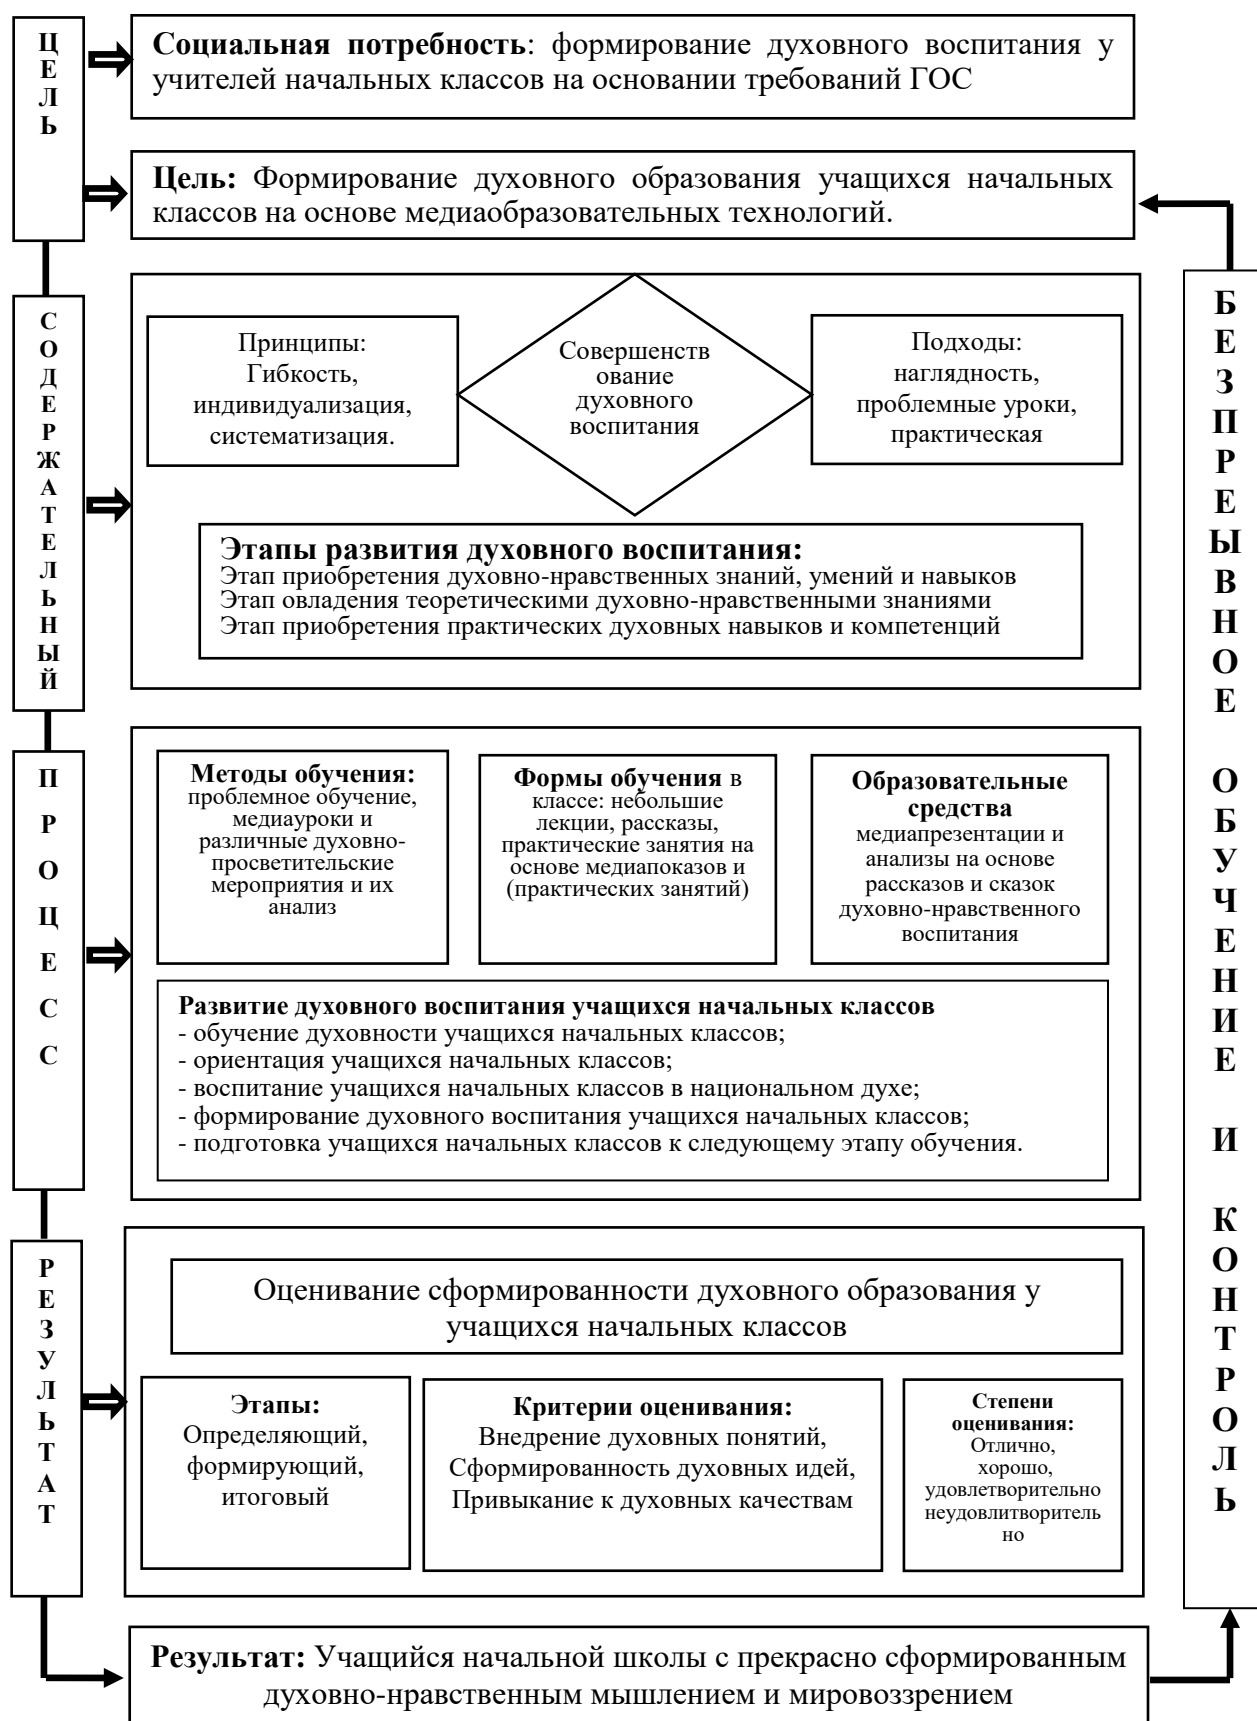 ЦЕЛЬ
Социальная потребность: формирование духовного воспитания у
учителей начальных классов на основании требований ГОС
Цель: Формирование духовного образования учащихся начальных
классов на основе медиаобразовательных технологий.
СОДЕРЖАТЕЛЬНЫЙ
Принципы:
Гибкость,
индивидуализация,
систематизация.
Совершенств
ование
духовного
воспитания
Подходы:
наглядность,
проблемные уроки,
практическая
Этапы развития духовного воспитания:
Этап приобретения духовно-нравственных знаний, умений и навыков
Этап овладения теоретическими духовно-нравственными знаниями
Этап приобретения практических духовных навыков и компетенций
ПРОЦЕСС
Методы обучения:
проблемное обучение,
медиауроки и
различные духовно-
просветительские
мероприятия и их
анализ
Формы обучения в
классе: небольшие
лекции, рассказы,
практические занятия на
основе медиапоказов и
(практических занятий)
Образовательные
средства
медиапрезентации и
анализы на основе
рассказов и сказок
духовно-нравственного
воспитания
Развитие духовного воспитания учащихся начальных классов
- обучение духовности учащихся начальных классов;
- ориентация учащихся начальных классов;
- воспитание учащихся начальных классов в национальном духе;
- формирование духовного воспитания учащихся начальных классов;
- подготовка учащихся начальных классов к следующему этапу обучения.
РЕЗУЛЬТАТ
Оценивание сформированности духовного образования у
учащихся начальных классов
Этапы:
Определяющий,
формирующий,
итоговый
Критерии оценивания:
Внедрение духовных понятий,
Сформированность духовных идей,
Привыкание к духовных качествам
Степени
оценивания:
Отлично,
хорошо,
удовлетворительно
неудовлитворитель
но
Результат: Учащийся начальной школы с прекрасно сформированным
духовно-нравственным мышлением и мировоззрением
БЕЗПРЕЫВНОЕ ОБУЧЕНИЕ И КОНТРОЛЬ